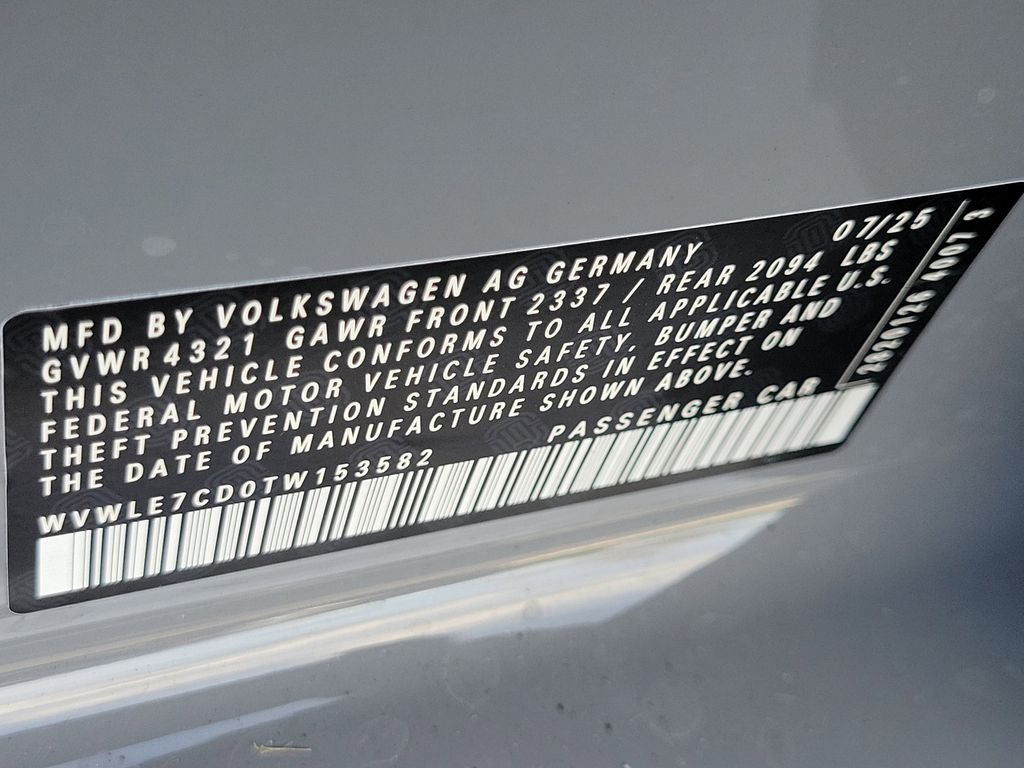 MFD BY VOLKSWAGEN AG GERMANY 07/25
GVWR 4321 GAWR FRONT 2337 / REAR 2094 LBS
THIS VEHICLE CONFORMS TO ALL APPLICABLE U.S.
FEDERAL MOTOR VEHICLE SAFETY, BUMPER AND
THEFT PREVENTION STANDARDS IN EFFECT ON
THE DATE OF MANUFACTURE SHOWN ABOVE.
WVWLE7CD0TW153582 PASSENGER CAR